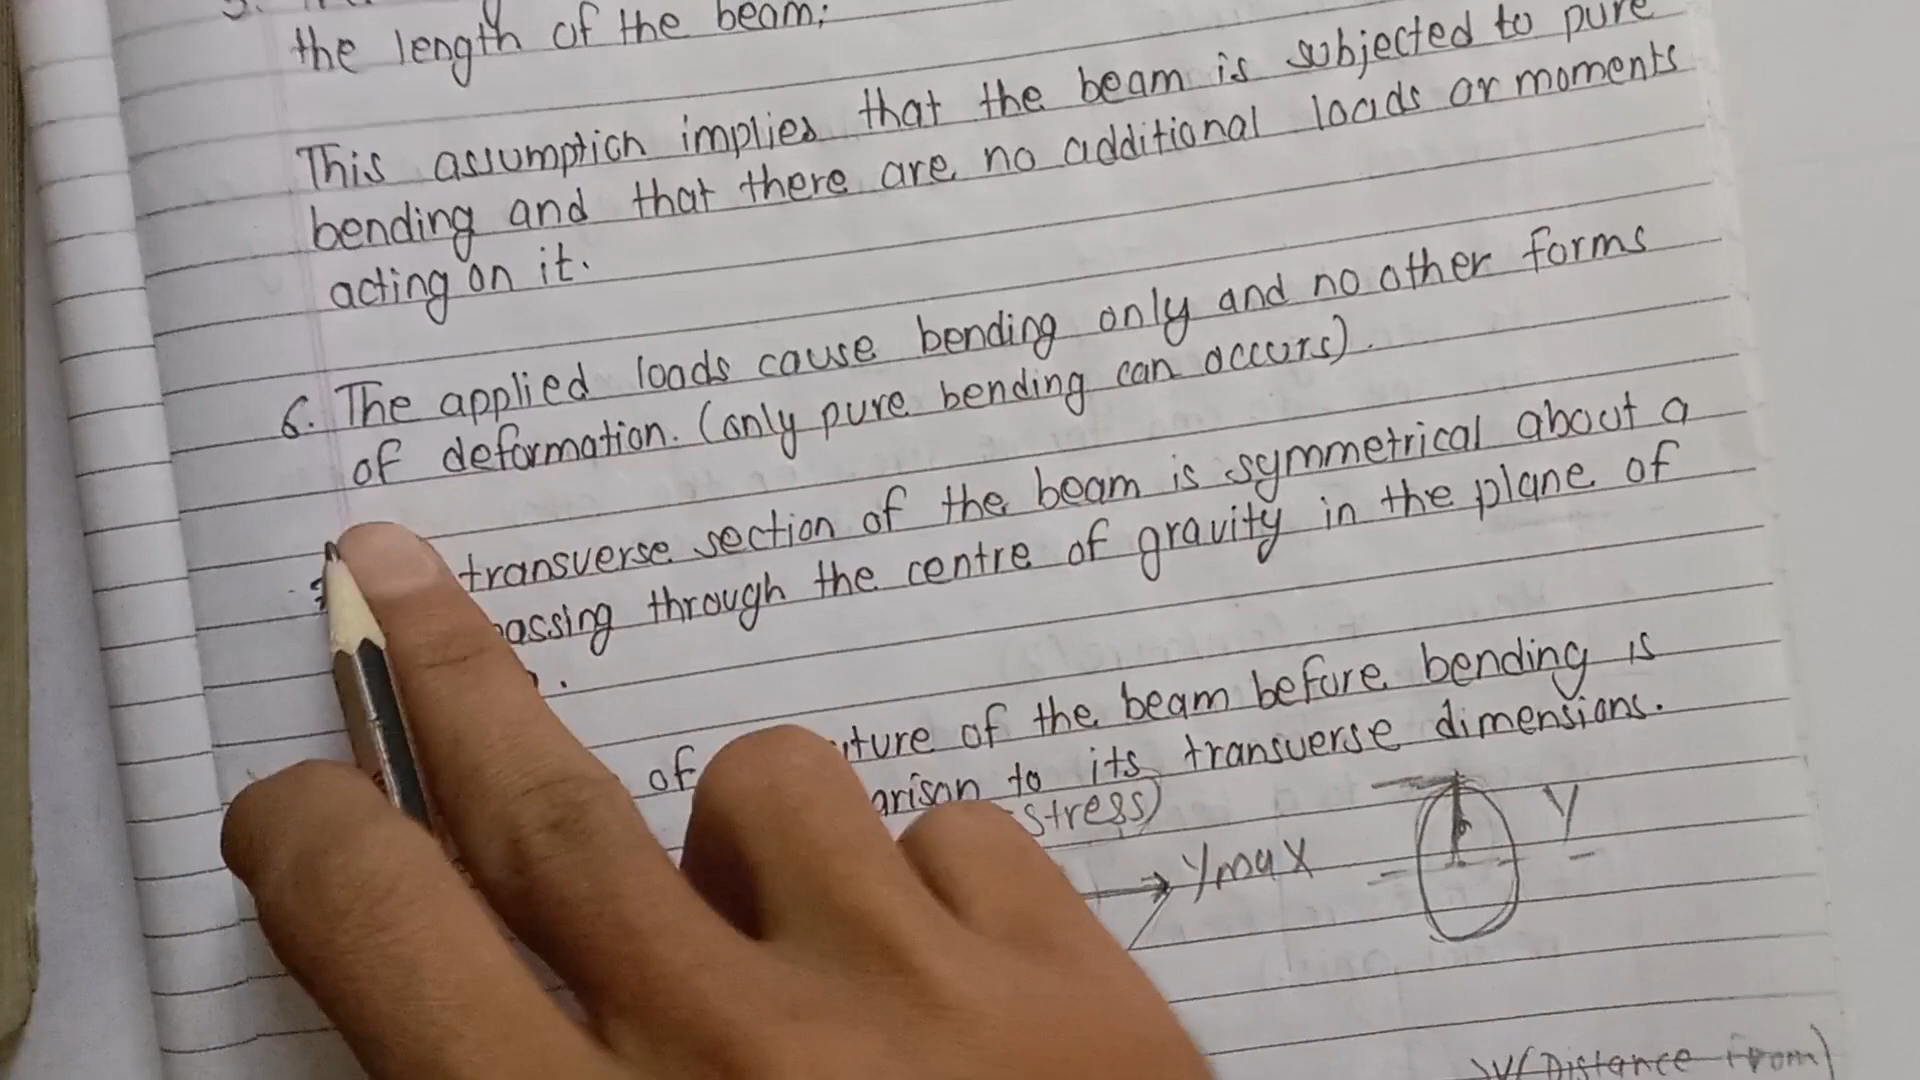 the length of the beam;
This assumption implies that the beam is subjected to pure
bending and that there are no additional loads or moments
acting on it.
6. The applied loads cause bending only and no other forms
of deformation. (only pure bending can occurs).
transverse section of the beam is symmetrical about a
passing through the centre of gravity in the plane of
of the beam before bending is
of to its transverse dimensions.
stress)
Ymax
Y
Y (Distance from)